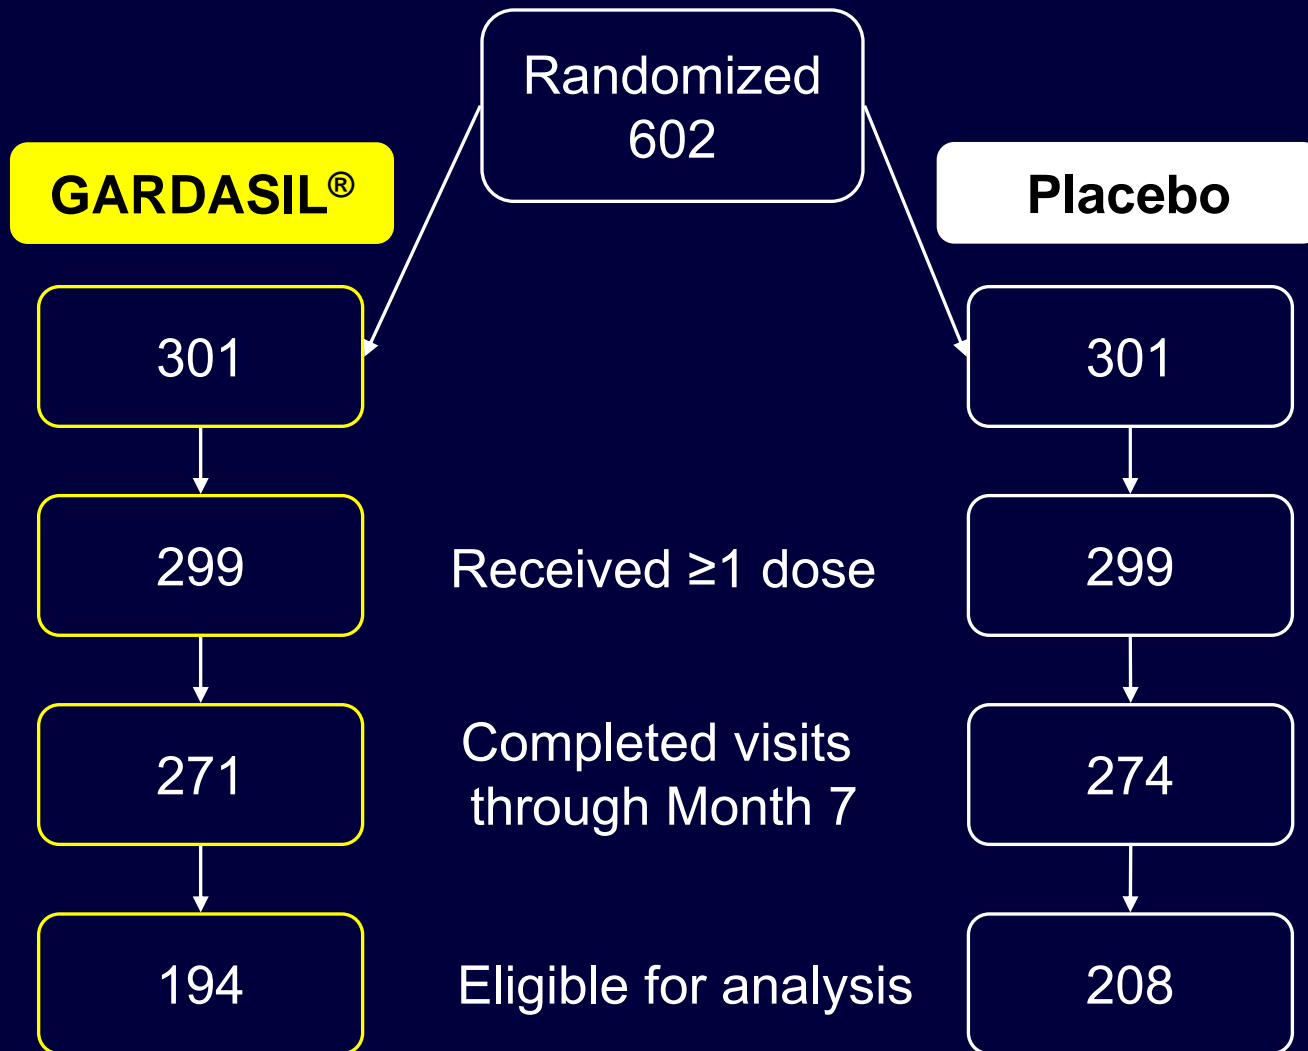 Randomized
602
GARDASIL®
Placebo
301
301
299
Received ≥1 dose
299
271
Completed visits
through Month 7
274
194
Eligible for analysis
208